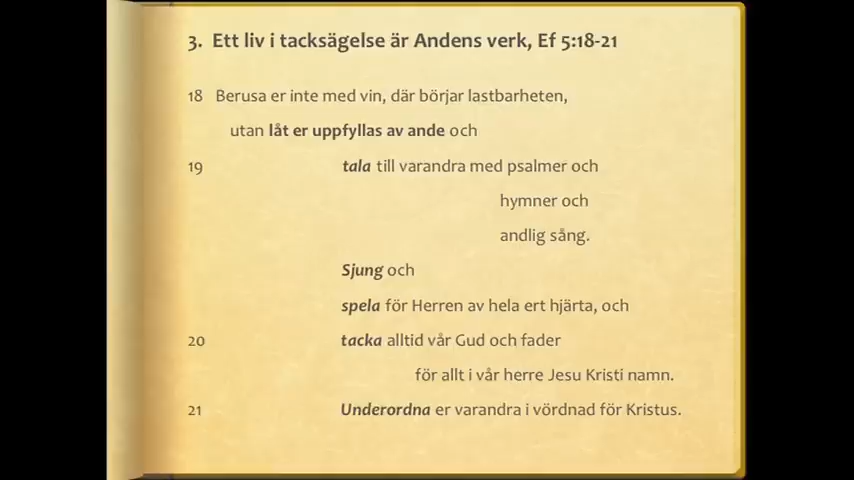 3. Ett liv i tacksägelse är Andens verk, Ef 5:18-21
18 Berusa er inte med vin, där börjar lastbarheten,
utan låt er uppfyllas av ande och
19 tala till varandra med psalmer och
hymner och
andlig sång.
Sjung och
spela för Herren av hela ert hjärta, och
20 tacka alltid vår Gud och fader
för allt i vår herre Jesu Kristi namn.
21 Underordna er varandra i vördnad för Kristus.